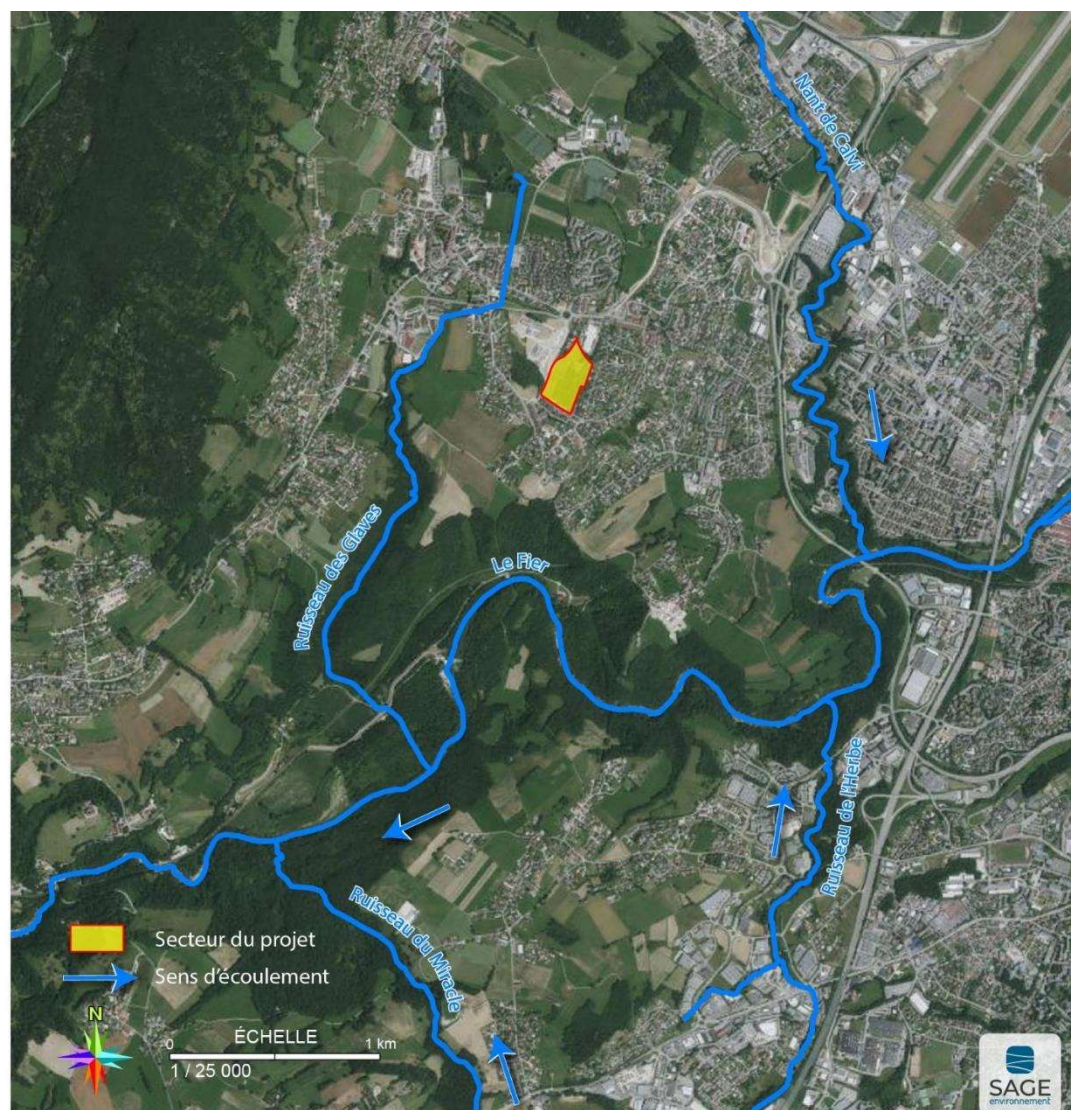 Nant de Calvi
Ruisseau des Glaves
Le Fier
Ruisseau de l'Herbe
Ruisseau du Miracle
Secteur du projet
Sens d'écoulement
N
ÉCHELLE
0 1 km
1 / 25 000
SAGE
environnement